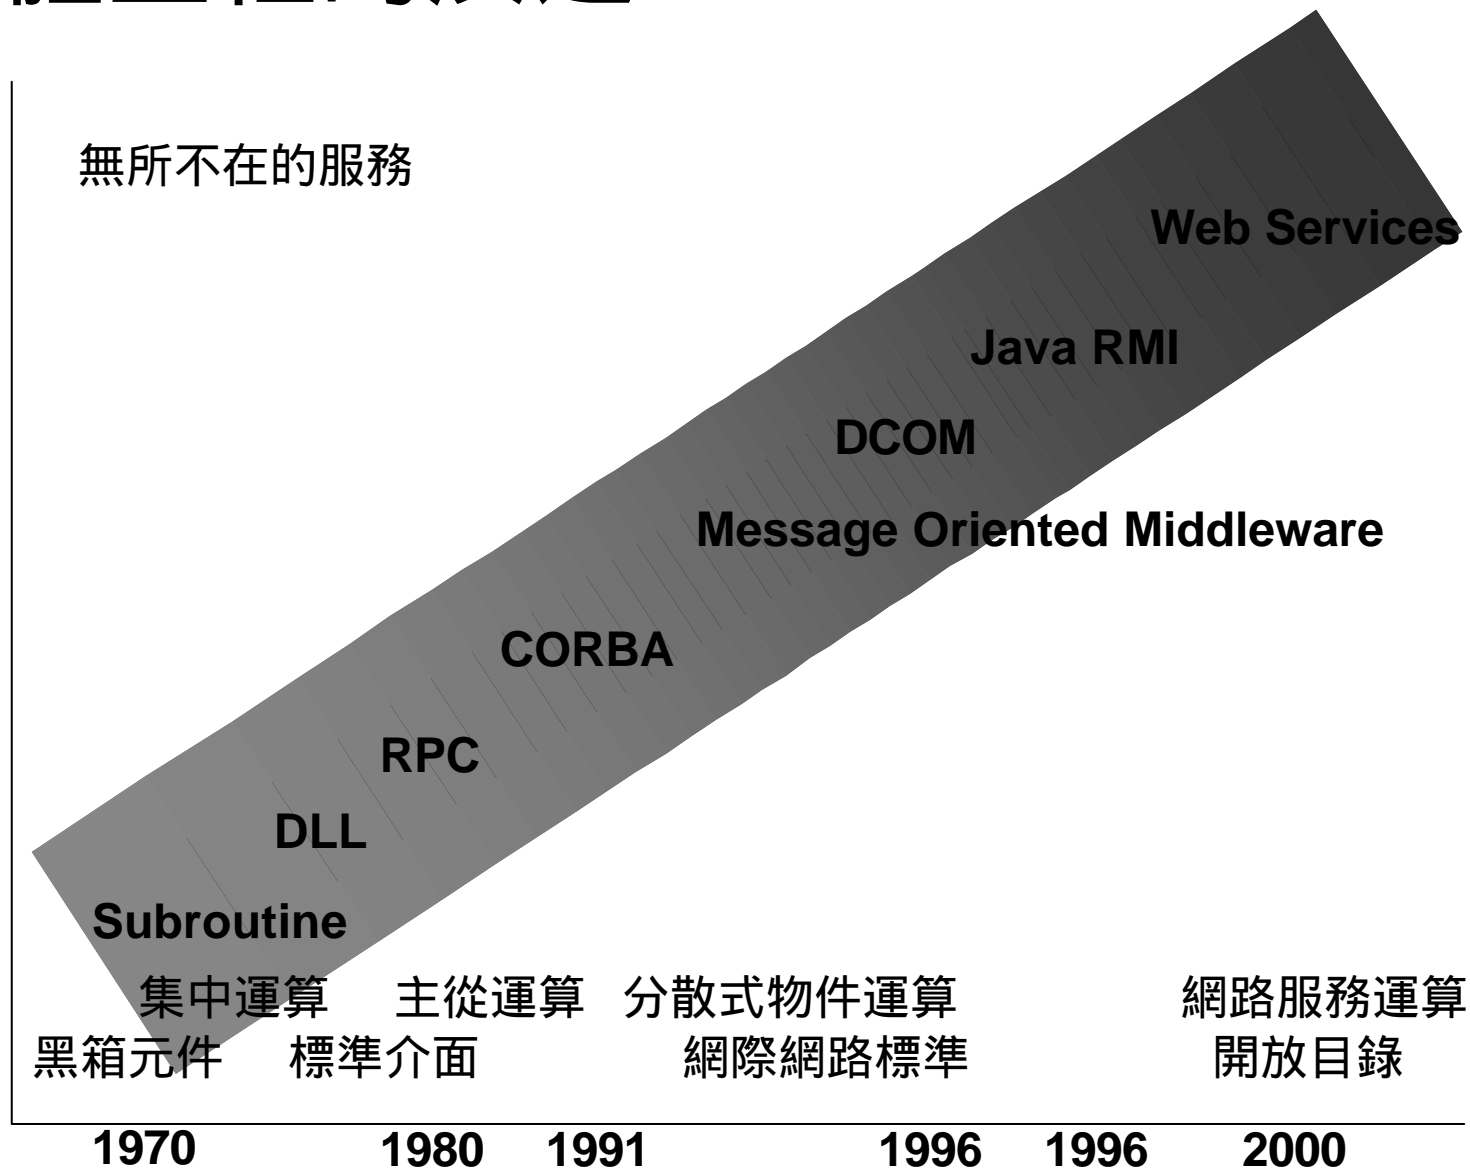 無所不在的服務
Web Services
Java RMI
DCOM
Message Oriented Middleware
CORBA
RPC
DLL
Subroutine
集中運算 主從運算 分散式物件運算 網路服務運算
黑箱元件 標準介面 網際網路標準 開放目錄
1970 1980 1991 1996 1996 2000